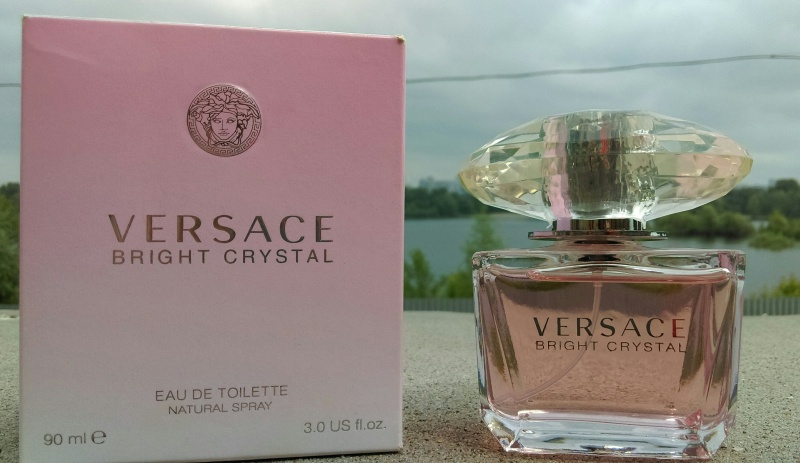 VERSACE
BRIGHT CRYSTAL
EAU DE TOILETTE
NATURAL SPRAY
90 ml ℮
3.0 US fl.oz.
VERSACE
BRIGHT CRYSTAL